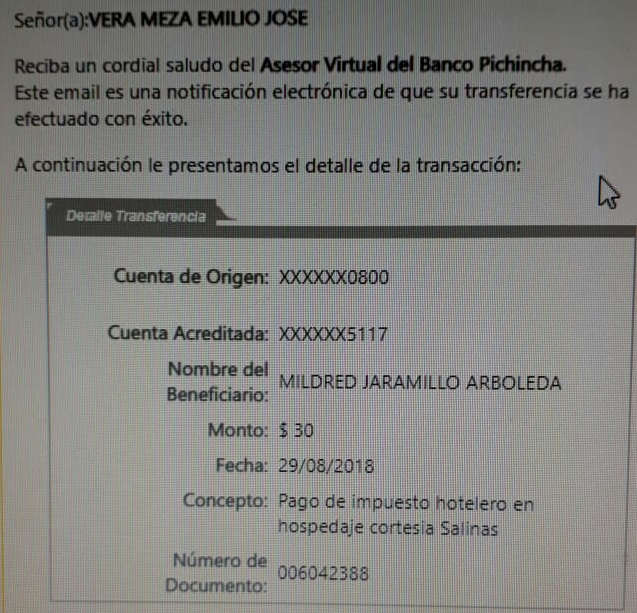 Señor(a):VERA MEZA EMILIO JOSE
Reciba un cordial saludo del Asesor Virtual del Banco Pichincha.
Este email es una notificación electrónica de que su transferencia se ha
efectuado con éxito.
A continuación le presentamos el detalle de la transacción:
Detalle Transferencia
Cuenta de Origen: XXXXXX0800
Cuenta Acreditada: XXXXXX5117
Nombre del
Beneficiario: MILDRED JARAMILLO ARBOLEDA
Monto: $ 30
Fecha: 29/08/2018
Concepto: Pago de impuesto hotelero en
hospedaje cortesia Salinas
Número de
Documento: 006042388